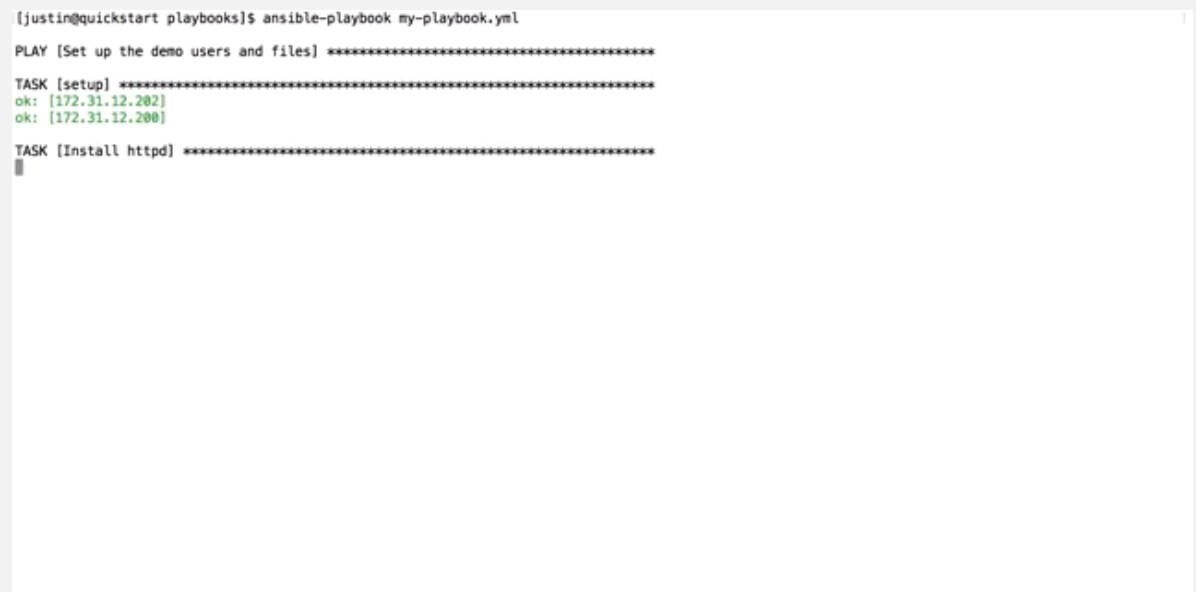 [justin@quickstart playbooks]$ ansible-playbook my-playbook.yml
PLAY [Set up the demo users and files] *****************************************
TASK [setup] *******************************************************************
ok: [172.31.12.202]
ok: [172.31.12.200]
TASK [Install httpd] ***********************************************************